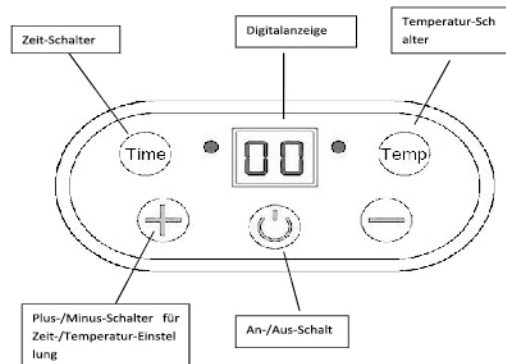 Zeit-Schalter
Digitalanzeige
Temperatur-Sch
alter
Time
00
Temp
Plus-/Minus-Schalter für
Zeit-/Temperatur-Einstel
lung
An-/Aus-Schalt